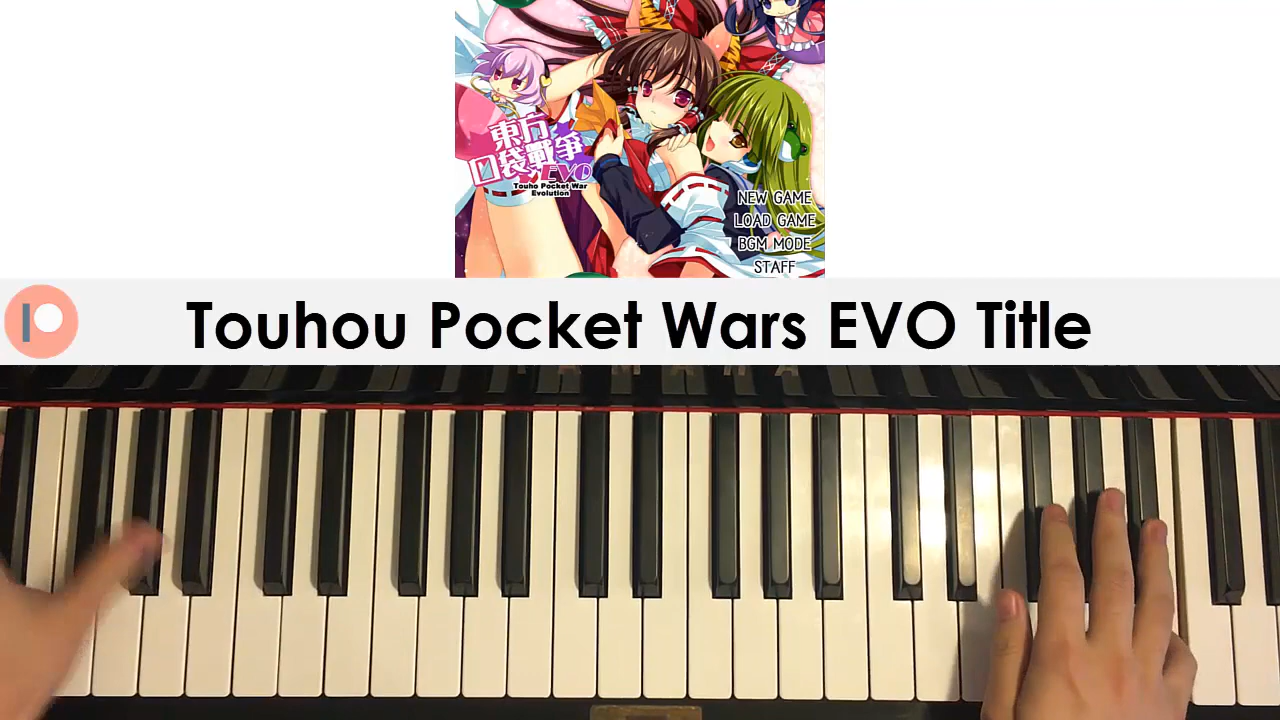 東方
口袋戰爭
EVO
Touho Pocket War
Evolution
NEW GAME
LOAD GAME
BGM MODE
STAFF
Touhou Pocket Wars EVO Title
YAMAHA